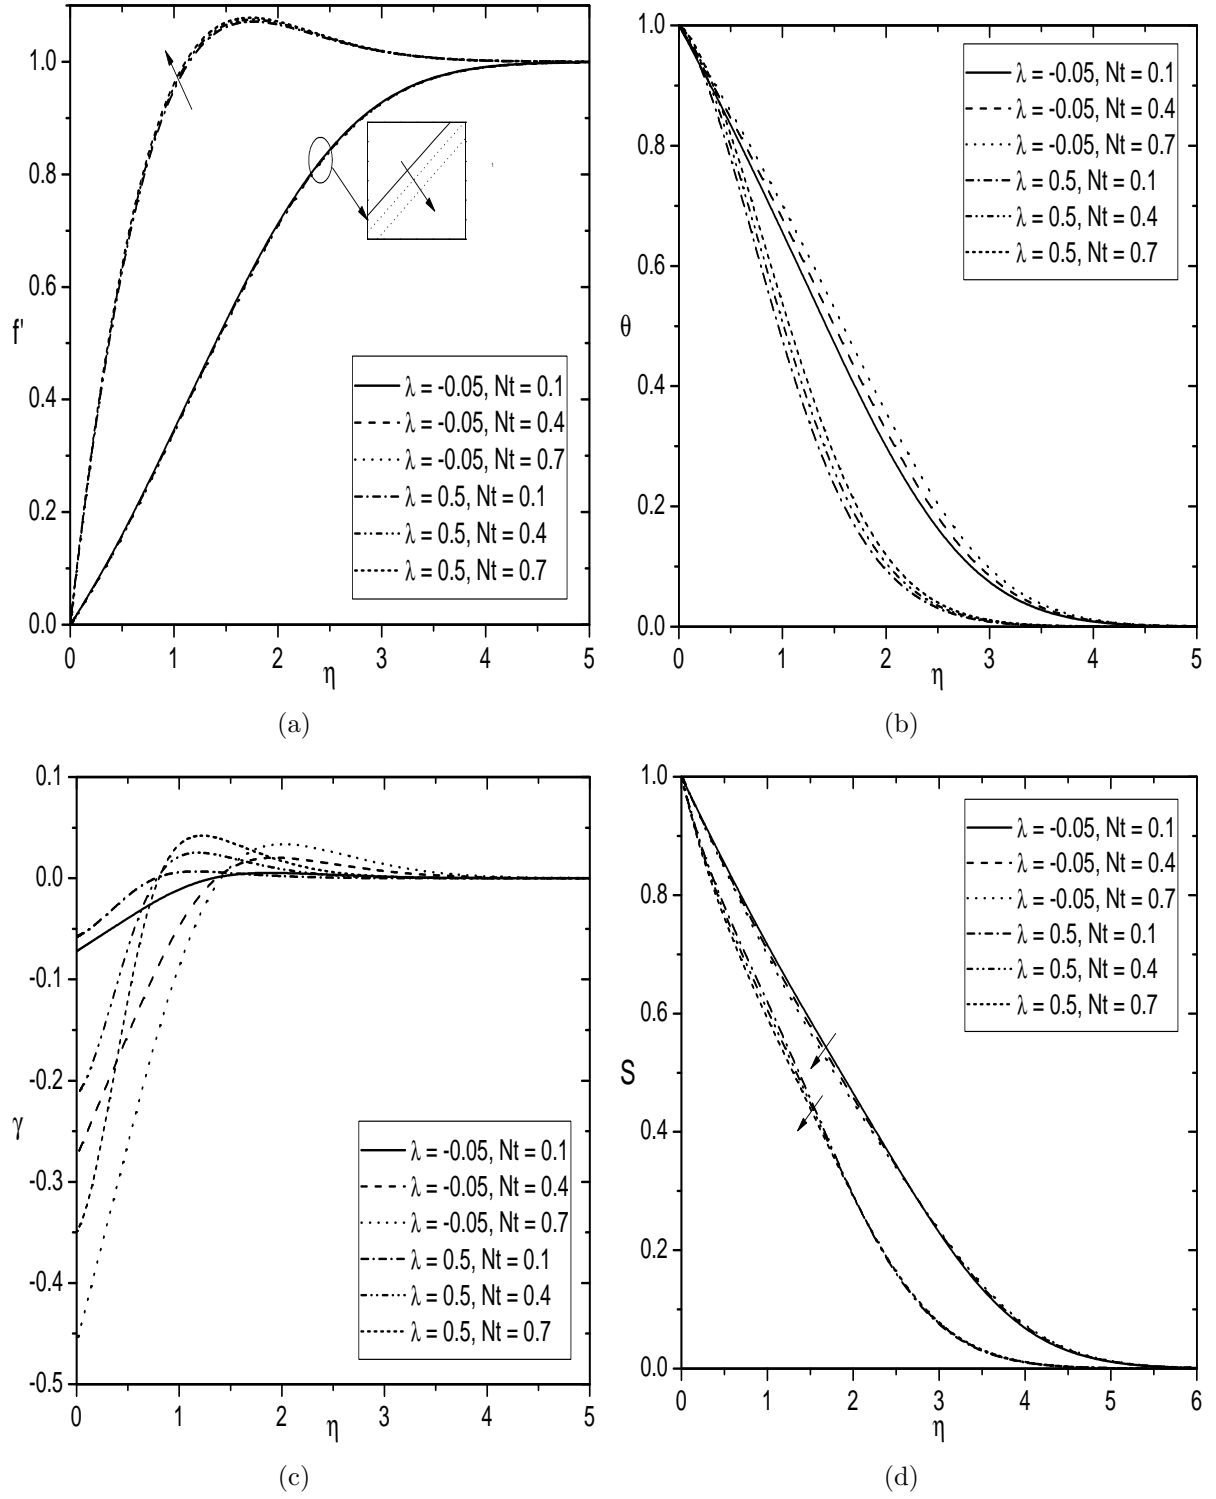 1.0
0.8
0.6
f'
0.4
0.2
0.0
0 1 2 3 4 5
η
λ = -0.05, Nt = 0.1
λ = -0.05, Nt = 0.4
λ = -0.05, Nt = 0.7
λ = 0.5, Nt = 0.1
λ = 0.5, Nt = 0.4
λ = 0.5, Nt = 0.7
(a)
1.0
0.8
0.6
θ
0.4
0.2
0.0
0 1 2 3 4 5
η
λ = -0.05, Nt = 0.1
λ = -0.05, Nt = 0.4
λ = -0.05, Nt = 0.7
λ = 0.5, Nt = 0.1
λ = 0.5, Nt = 0.4
λ = 0.5, Nt = 0.7
(b)
0.1
0.0
-0.1
-0.2
γ
-0.3
-0.4
-0.5
0 1 2 3 4 5
η
λ = -0.05, Nt = 0.1
λ = -0.05, Nt = 0.4
λ = -0.05, Nt = 0.7
λ = 0.5, Nt = 0.1
λ = 0.5, Nt = 0.4
λ = 0.5, Nt = 0.7
(c)
1.0
0.8
0.6
S
0.4
0.2
0.0
0 1 2 3 4 5 6
η
λ = -0.05, Nt = 0.1
λ = -0.05, Nt = 0.4
λ = -0.05, Nt = 0.7
λ = 0.5, Nt = 0.1
λ = 0.5, Nt = 0.4
λ = 0.5, Nt = 0.7
(d)